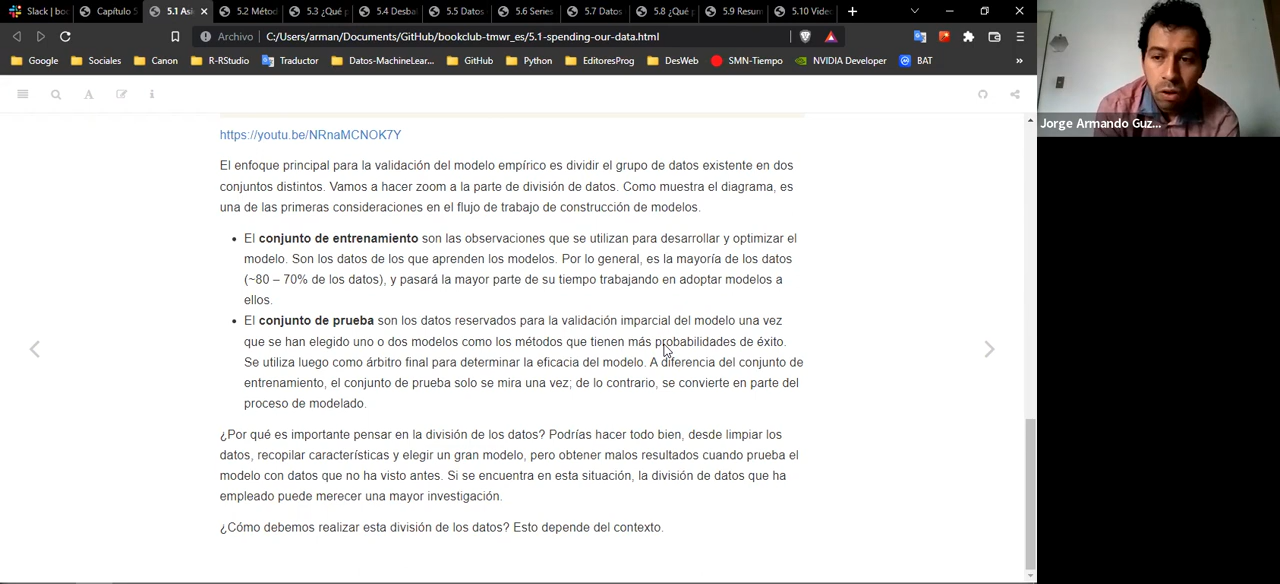 Slack | boc
Capítulo 5
5.1 Asi
5.2 Métod
5.3 ¿Qué p
5.4 Desbal
5.5 Datos
5.6 Series
5.7 Datos
5.8 ¿Qué p
5.9 Resum
5.10 Video
Archivo
C:/Users/arman/Documents/GitHub/bookclub-tmwr_es/5.1-spending-our-data.html
Google
Sociales
Canon
R-RStudio
Traductor
Datos-MachineLear...
GitHub
Python
EditoresProg
DesWeb
SMN-Tiempo
NVIDIA Developer
BAT
»
https://youtu.be/NRnaMCNOK7Y
El enfoque principal para la validación del modelo empírico es dividir el grupo de datos existente en dos
conjuntos distintos. Vamos a hacer zoom a la parte de división de datos. Como muestra el diagrama, es
una de las primeras consideraciones en el flujo de trabajo de construcción de modelos.
• El conjunto de entrenamiento son las observaciones que se utilizan para desarrollar y optimizar el
modelo. Son los datos de los que aprenden los modelos. Por lo general, es la mayoría de los datos
(~80 – 70% de los datos), y pasará la mayor parte de su tiempo trabajando en adoptar modelos a
ellos.
• El conjunto de prueba son los datos reservados para la validación imparcial del modelo una vez
que se han elegido uno o dos modelos como los métodos que tienen más probabilidades de éxito.
Se utiliza luego como árbitro final para determinar la eficacia del modelo. A diferencia del conjunto de
entrenamiento, el conjunto de prueba solo se mira una vez; de lo contrario, se convierte en parte del
proceso de modelado.
¿Por qué es importante pensar en la división de los datos? Podrías hacer todo bien, desde limpiar los
datos, recopilar características y elegir un gran modelo, pero obtener malos resultados cuando prueba el
modelo con datos que no ha visto antes. Si se encuentra en esta situación, la división de datos que ha
empleado puede merecer una mayor investigación.
¿Cómo debemos realizar esta división de los datos? Esto depende del contexto.
Jorge Armando Guz...